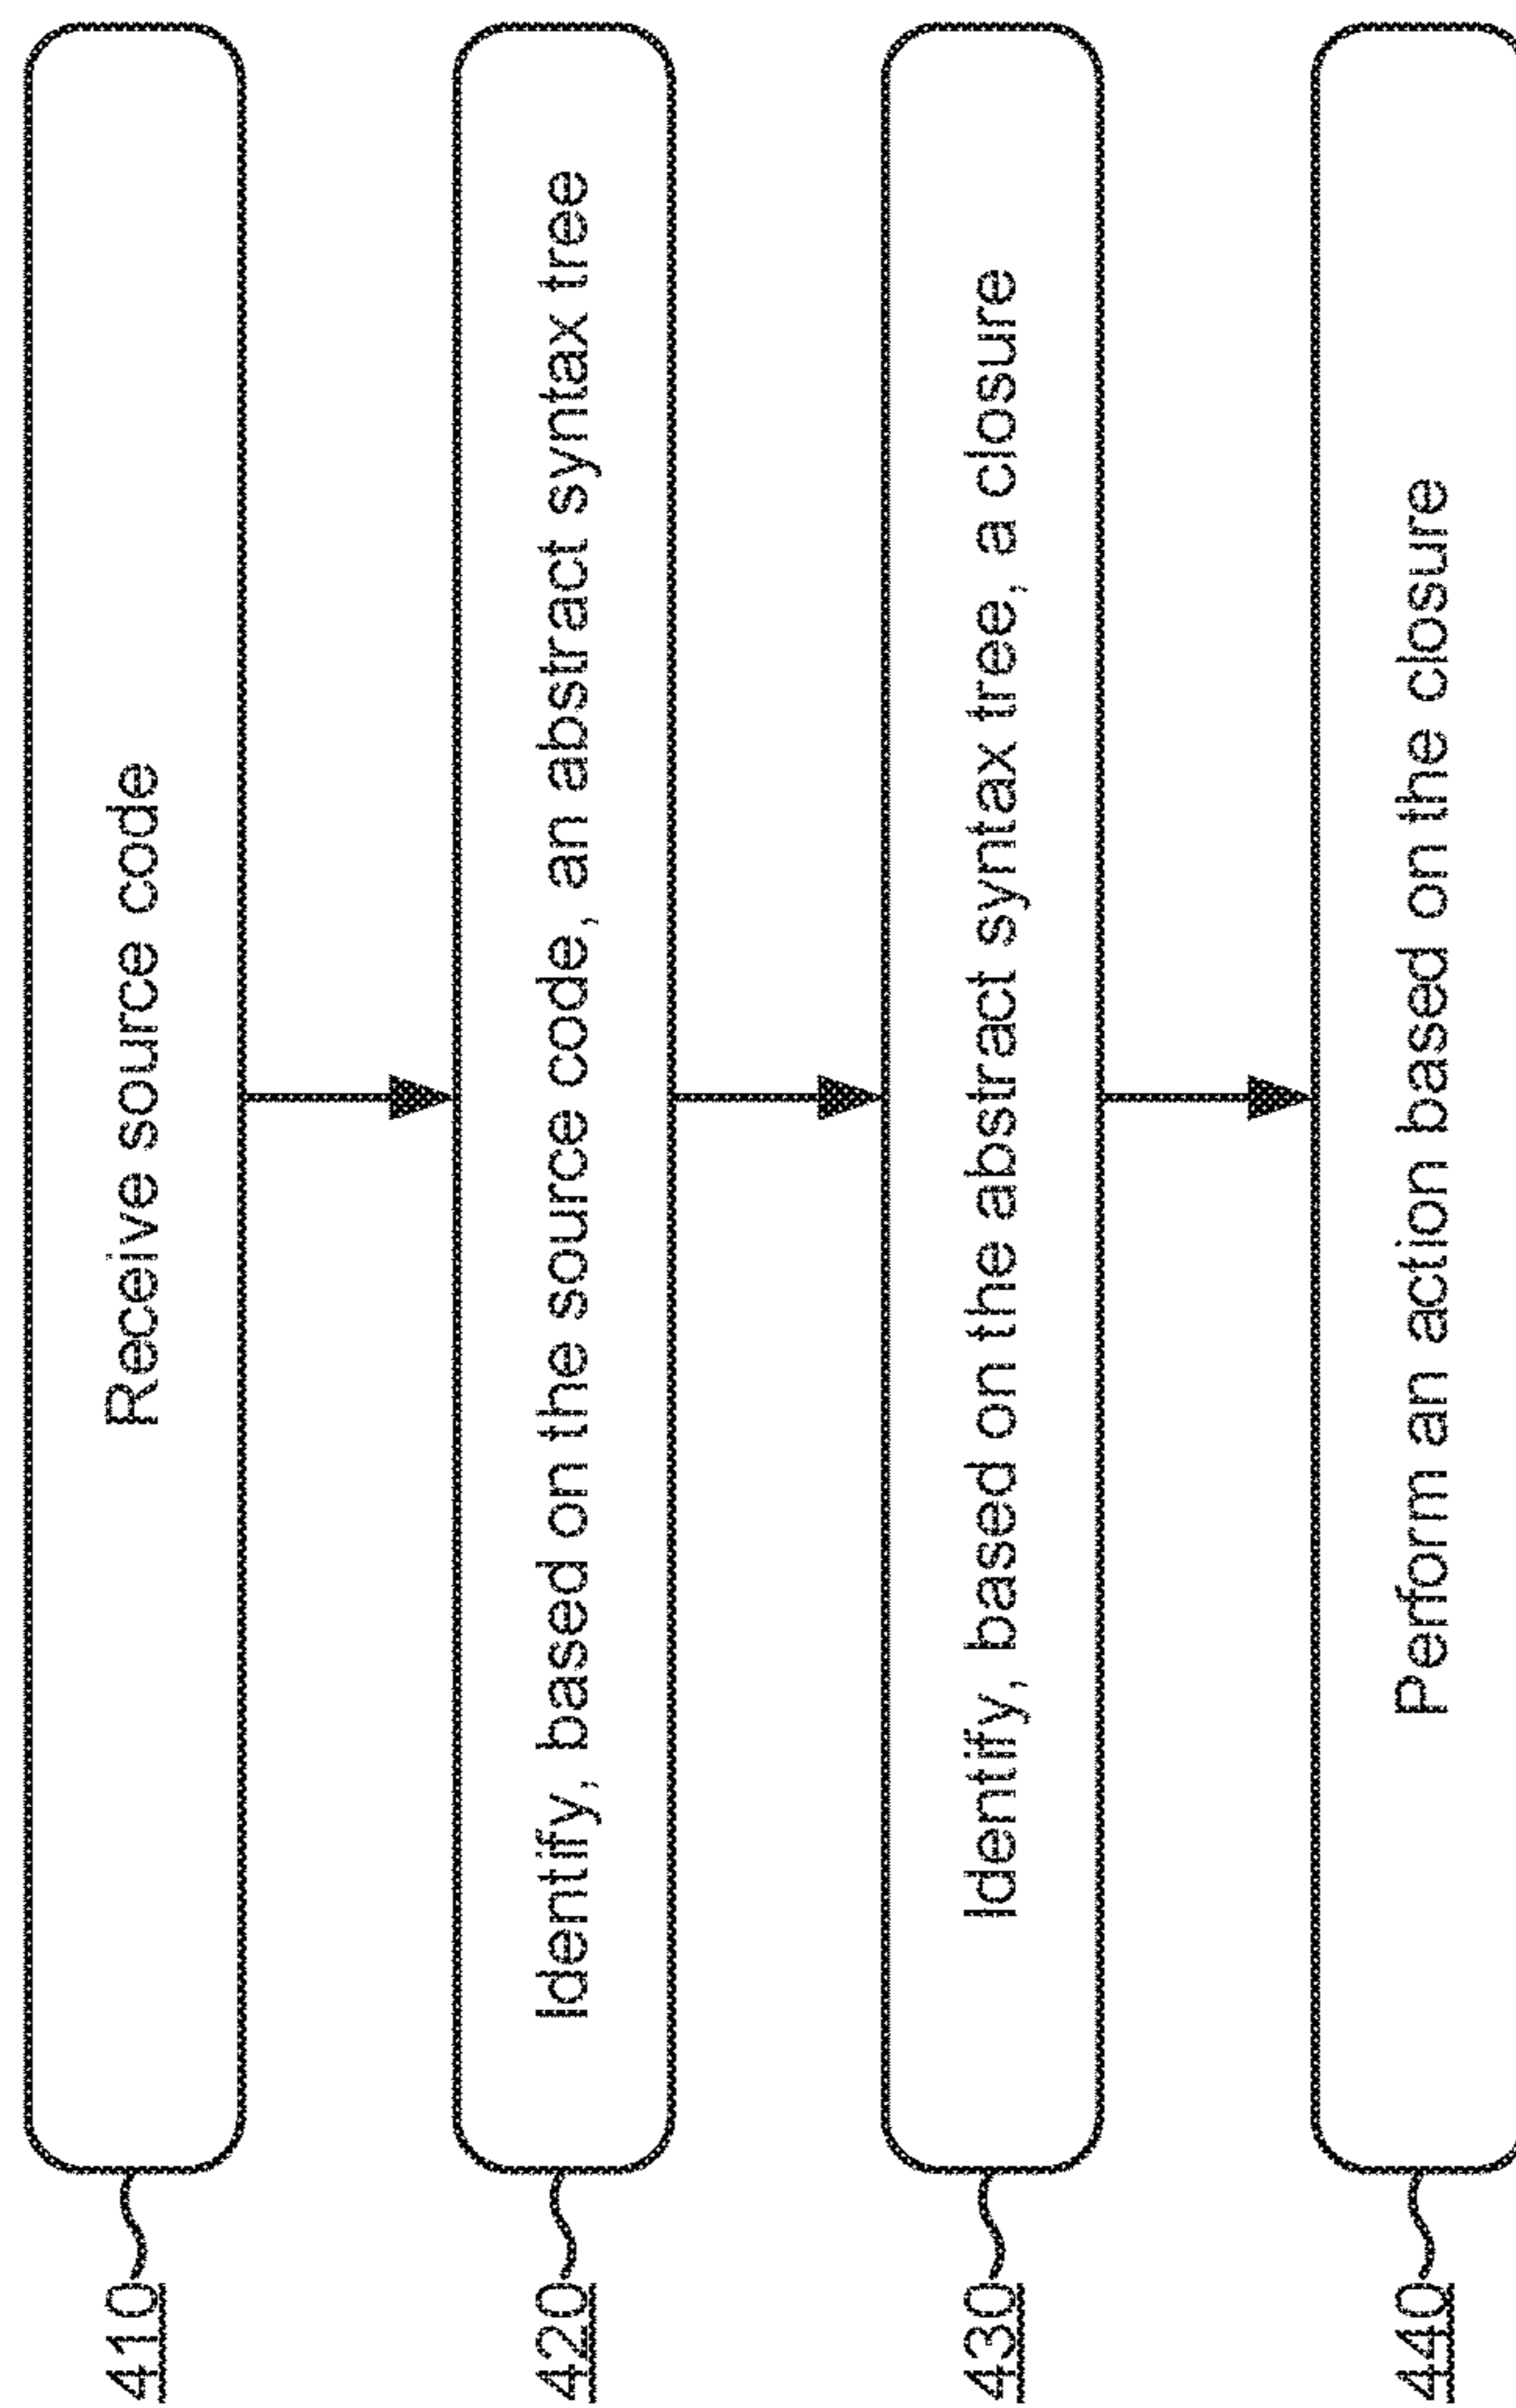 410
Receive source code
420
Identify, based on the source code, an abstract syntax tree
430
Identify, based on the abstract syntax tree, a closure
440
Perform an action based on the closure